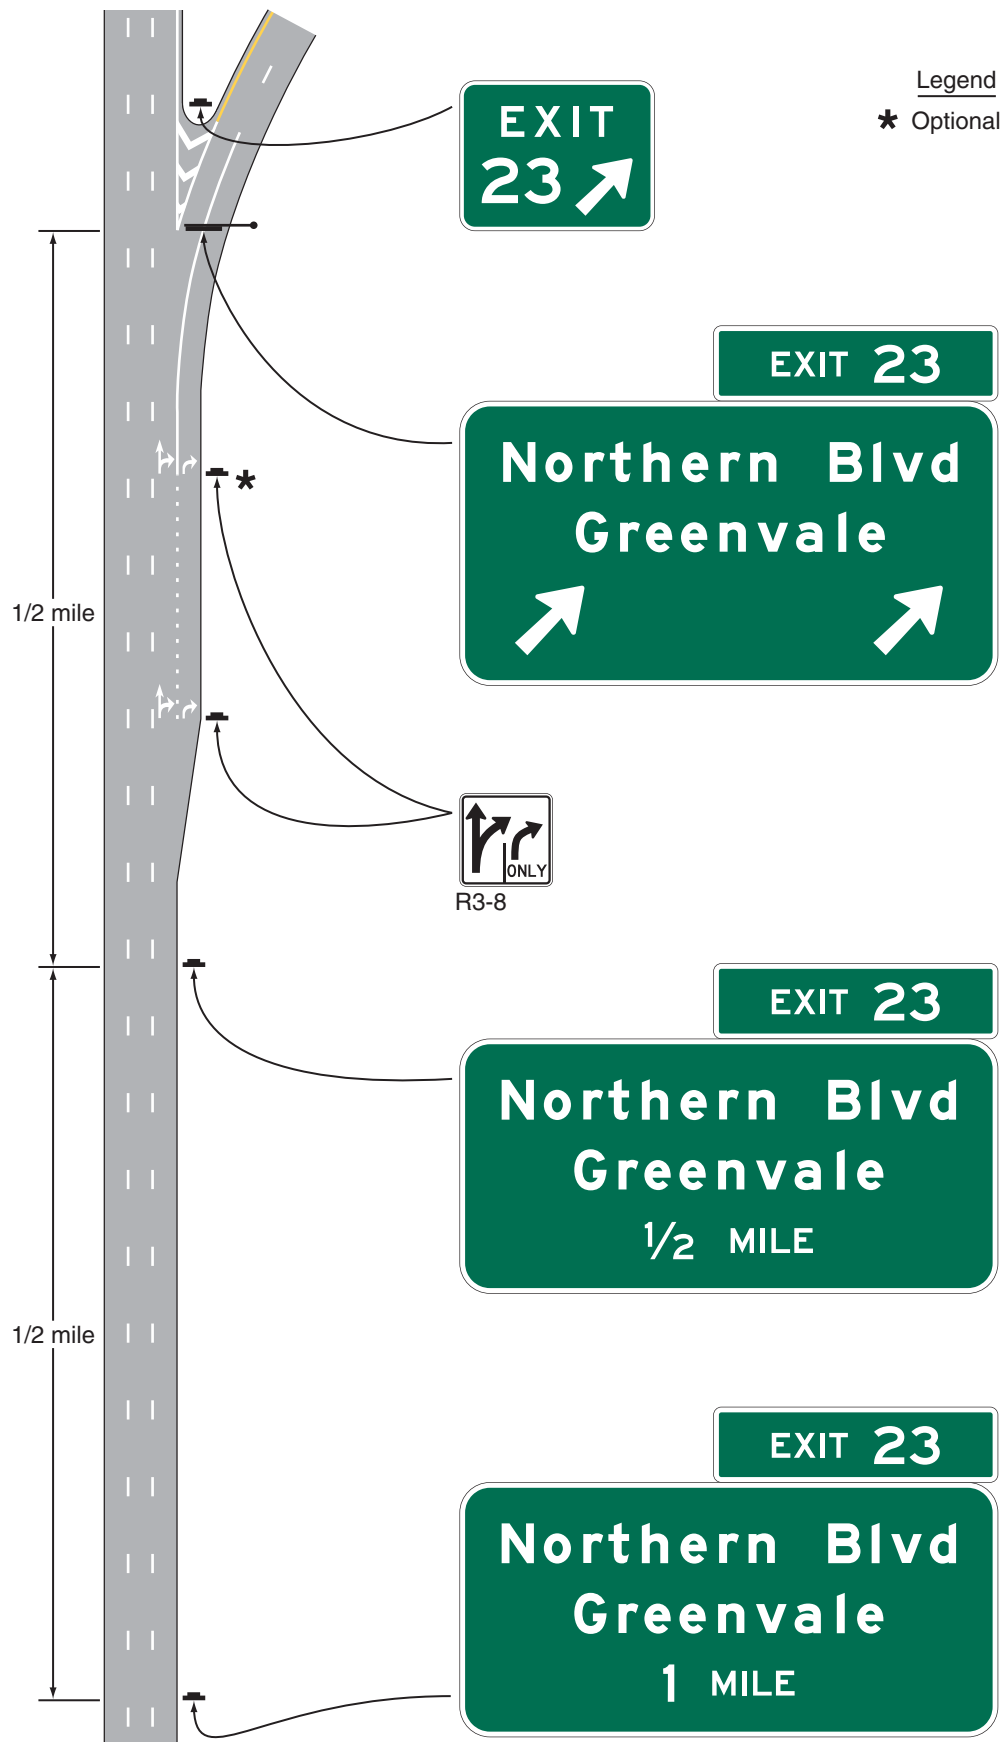 Legend
* Optional
EXIT
23
EXIT 23
Northern Blvd
Greenvale
1/2 mile
ONLY
R3-8
EXIT 23
Northern Blvd
Greenvale
1/2 MILE
1/2 mile
EXIT 23
Northern Blvd
Greenvale
1 MILE
*